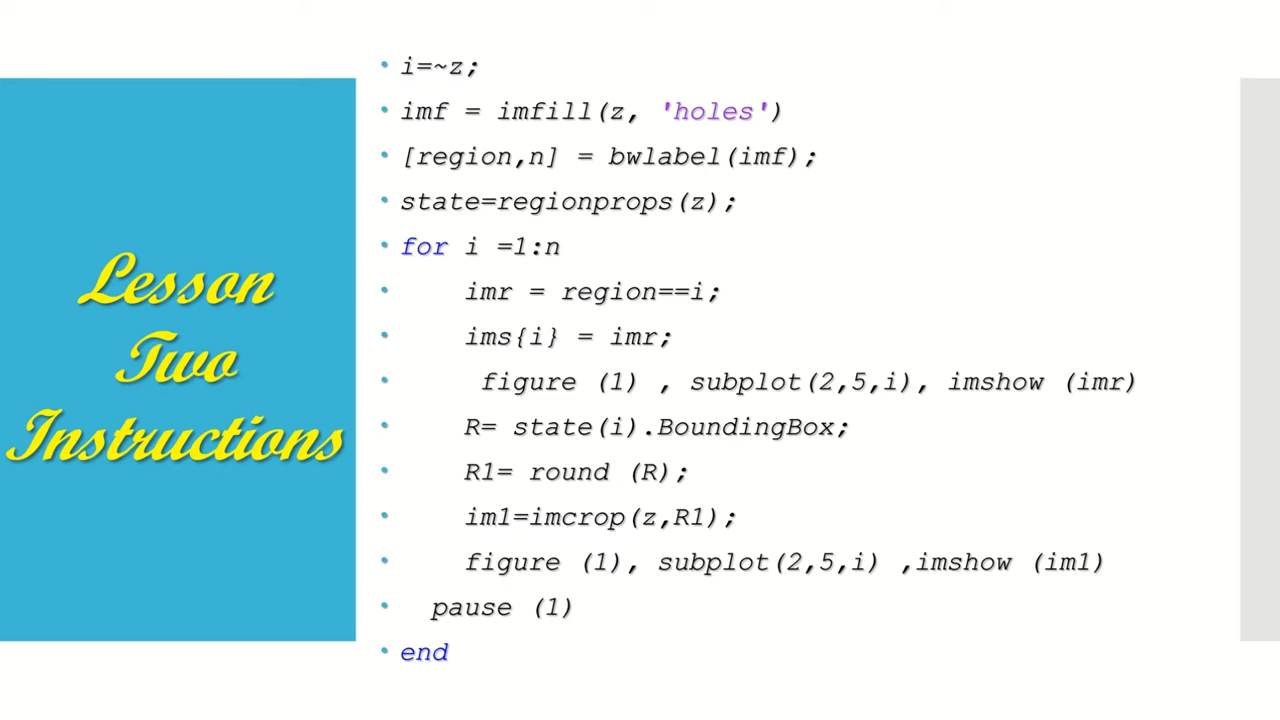 Lesson
Two
Instructions
• i=~z;
• imf = imfill(z, 'holes')
• [region,n] = bwlabel(imf);
• state=regionprops(z);
• for i =1:n
•     imr = region==i;
•     ims{i} = imr;
•      figure (1) , subplot(2,5,i), imshow (imr)
•     R= state(i).BoundingBox;
•     R1= round (R);
•     im1=imcrop(z,R1);
•     figure (1), subplot(2,5,i) ,imshow (im1)
•   pause (1)
• end